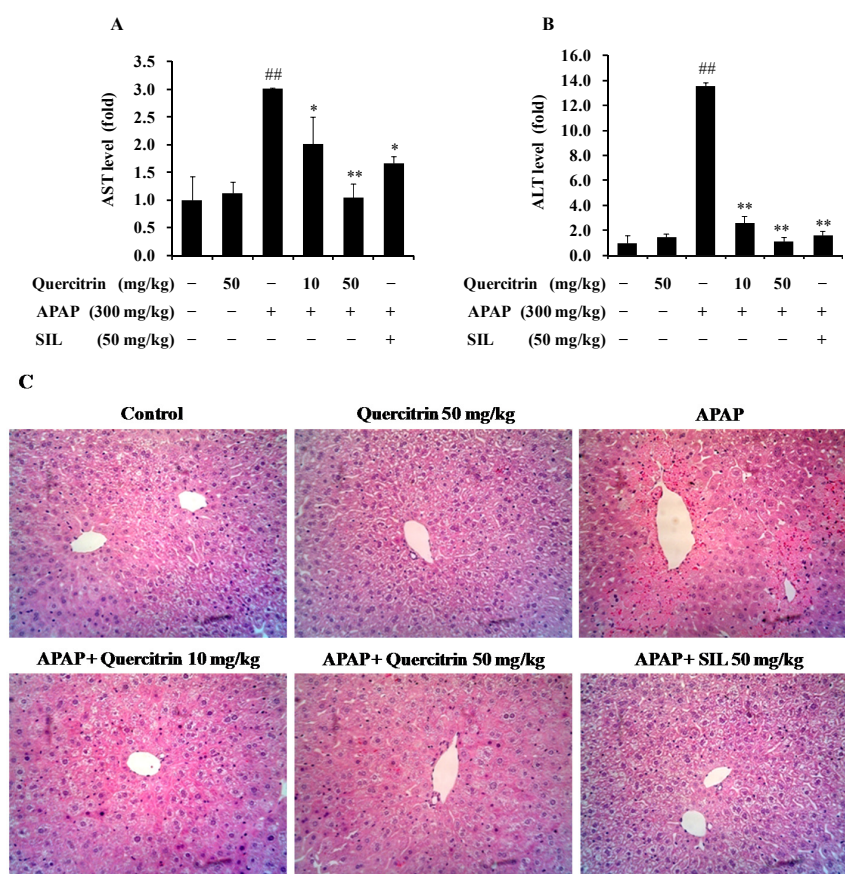 A
AST level (fold)
3.5
3.0
2.5
2.0
1.5
1.0
0.5
0.0
##
*
**
*
Quercitrin (mg/kg) – 50 – 10 50 –
APAP (300 mg/kg) – – + + + +
SIL (50 mg/kg) – – – – – +
B
ALT level (fold)
16.0
14.0
12.0
10.0
8.0
6.0
4.0
2.0
0.0
##
**
**
**
Quercitrin (mg/kg) – 50 – 10 50 –
APAP (300 mg/kg) – – + + + +
SIL (50 mg/kg) – – – – – +
C
Control
Quercitrin 50 mg/kg
APAP
APAP+ Quercitrin 10 mg/kg
APAP+ Quercitrin 50 mg/kg
APAP+ SIL 50 mg/kg